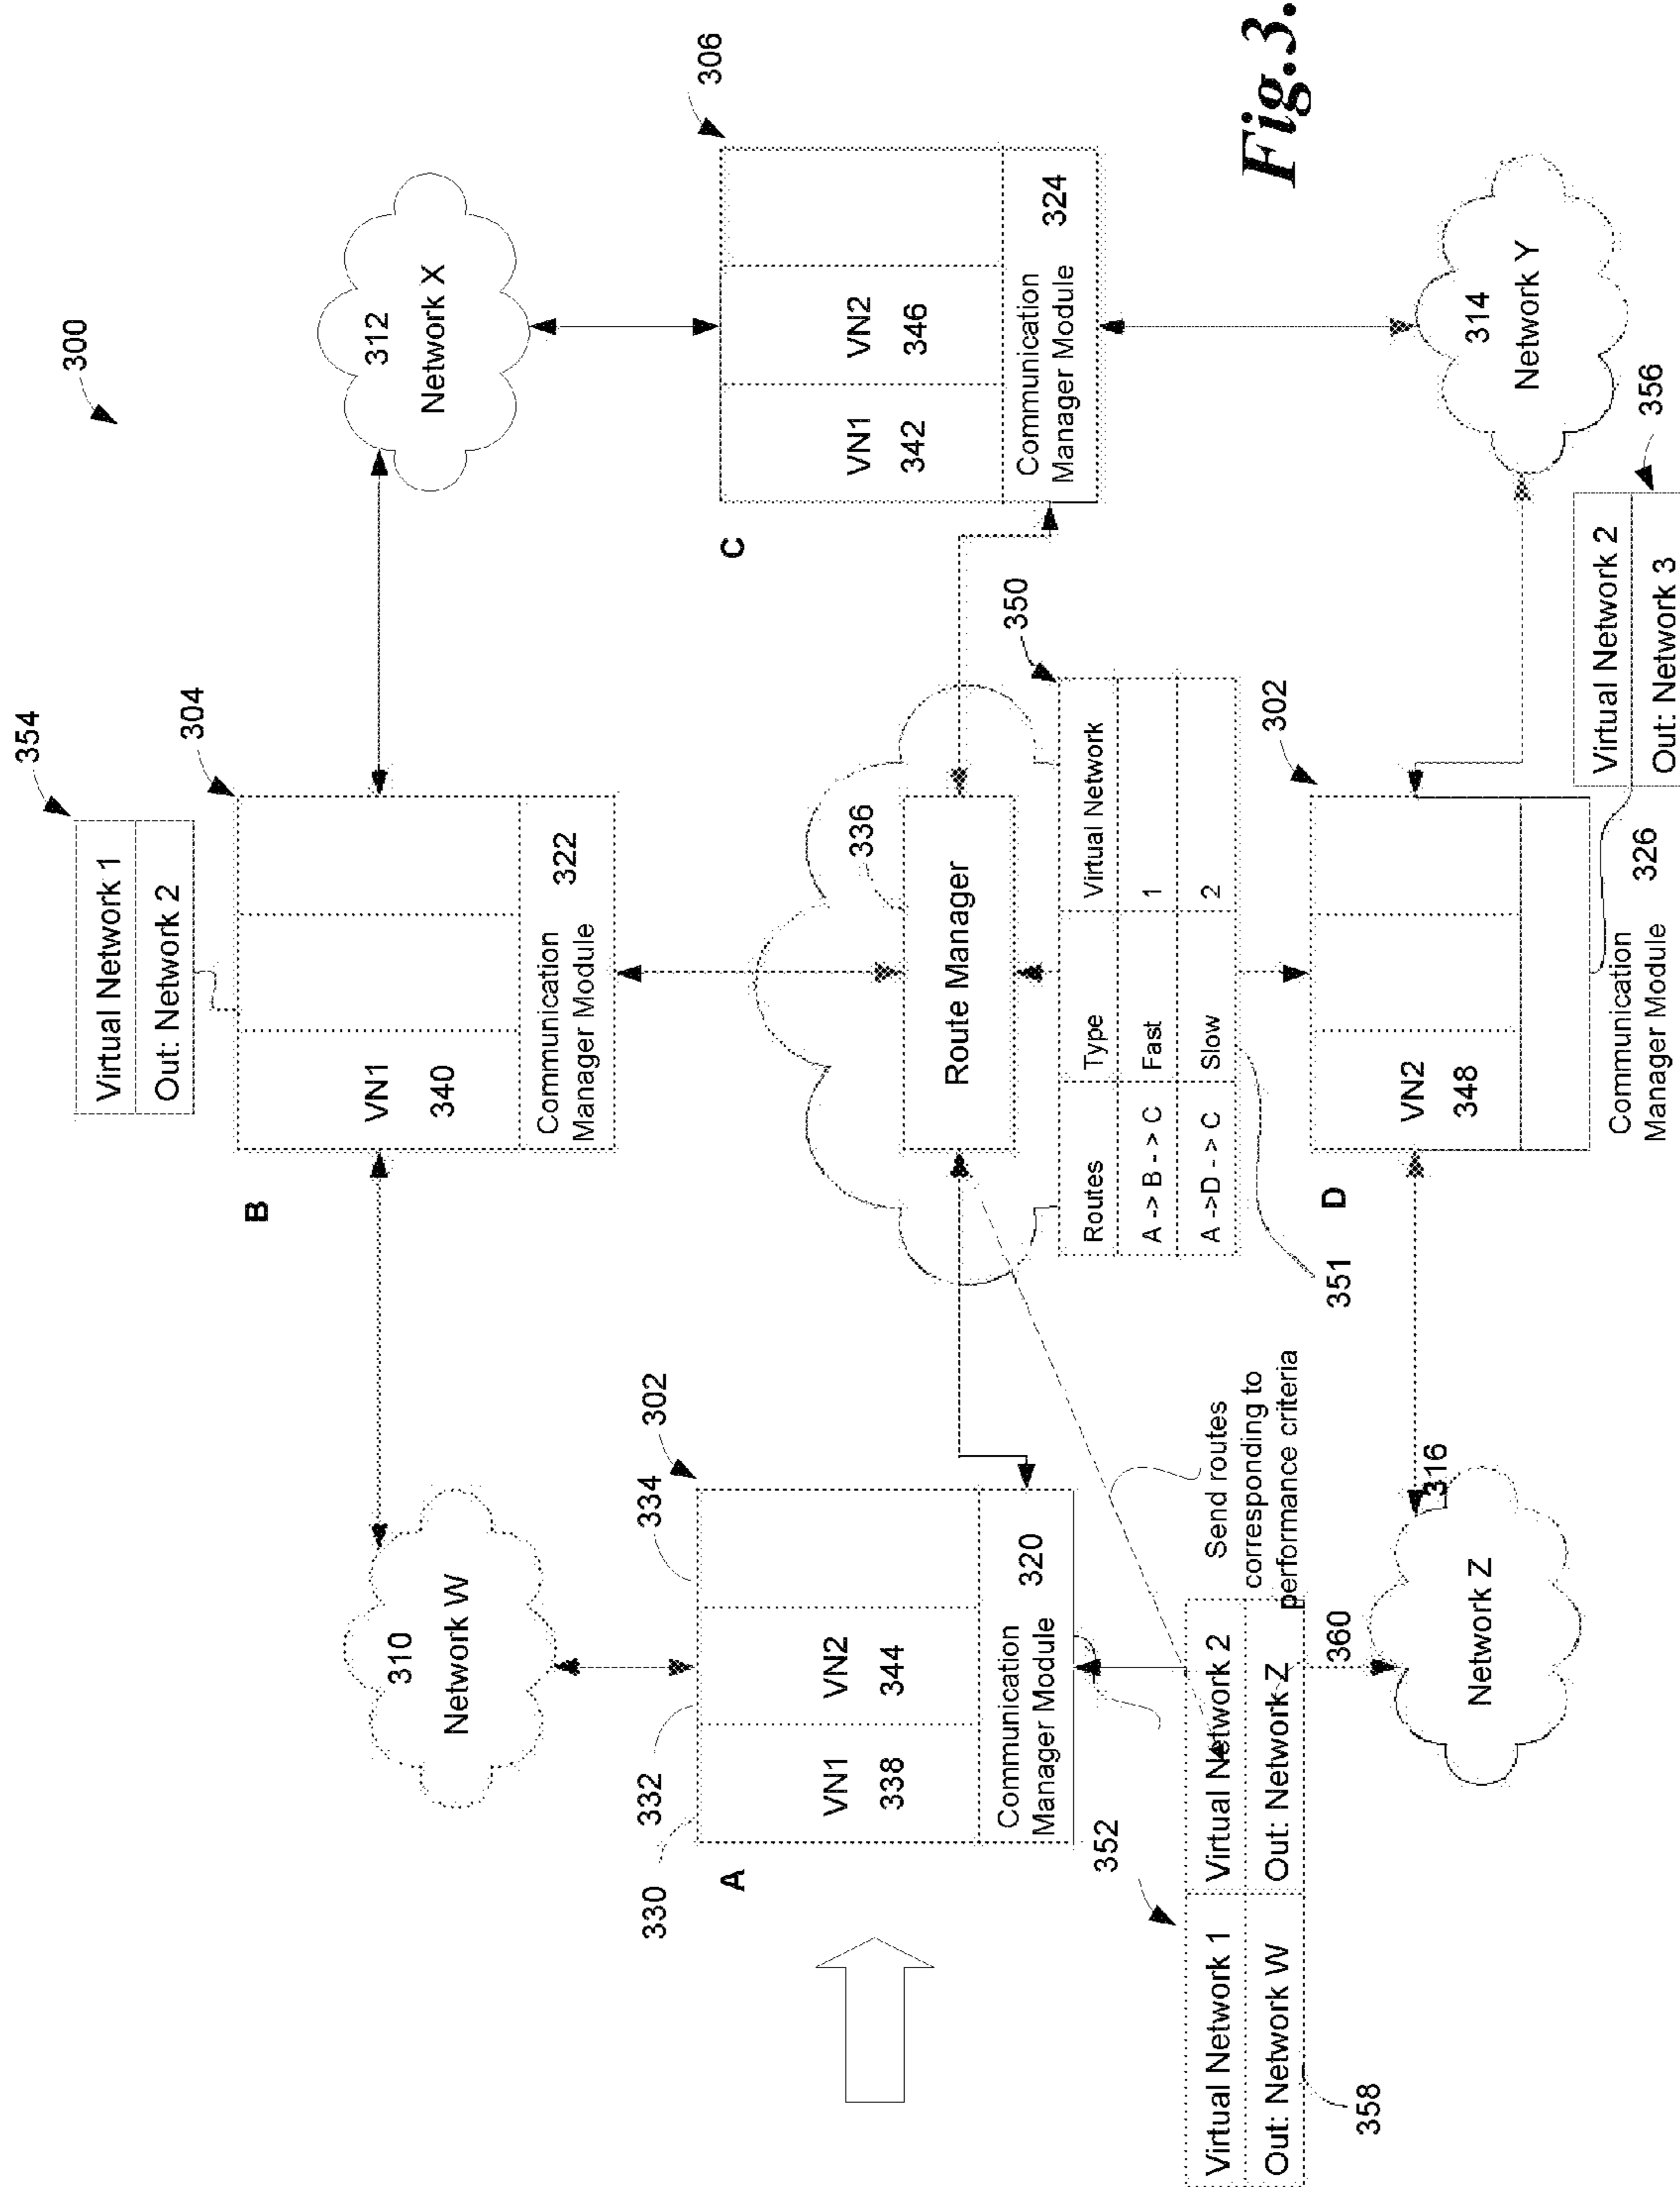 300
354
Virtual Network 1
Out: Network 2
304
B
VN1
340
Communication
Manager Module
322
310
Network W
312
Network X
306
C
VN1
342
VN2
346
Communication
Manager Module
324
330
332
334
302
A
VN1
338
VN2
344
Communication
Manager Module
320
336
Route Manager
350
Routes
Type
Virtual Network
A -> B - > C
Fast
1
A ->D - > C
Slow
2
351
352
Virtual Network 1
Virtual Network 2
Out: Network W
Out: Network Z
358
360
Send routes
corresponding to
performance criteria
316
Network Z
302
D
VN2
348
Communication
Manager Module
326
314
Network Y
356
Virtual Network 2
Out: Network 3
Fig.3.